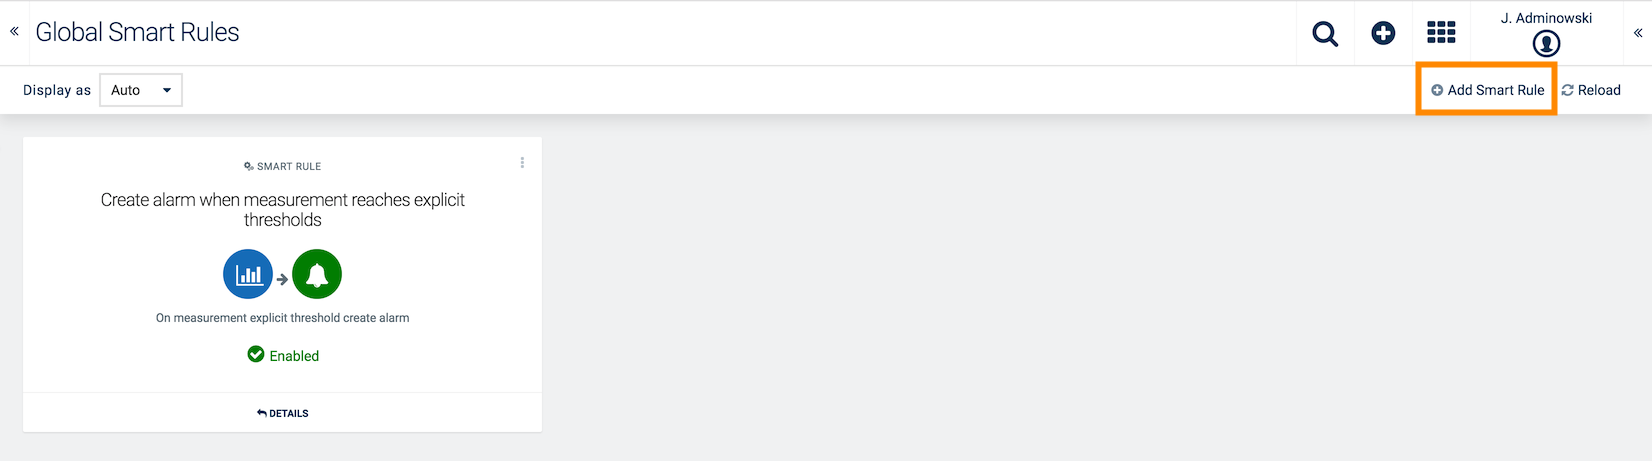 Global Smart Rules
J. Adminowski
Display as Auto
Add Smart Rule Reload
SMART RULE
Create alarm when measurement reaches explicit
thresholds
On measurement explicit threshold create alarm
Enabled
DETAILS